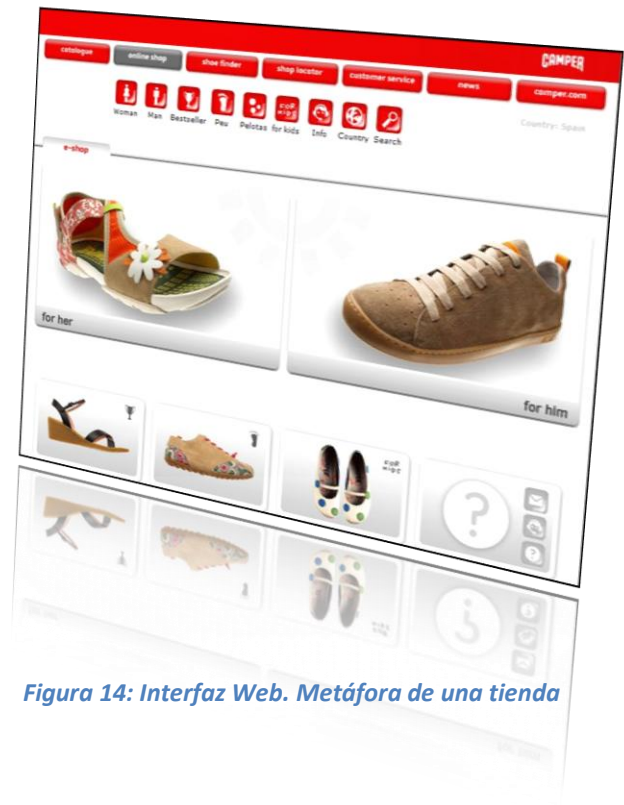 CAMPER
catalogue
online shop
shoe finder
shop locator
customer service
news
camper.com
Woman
Man
Bestseller
Peu
Pelotas
for kids
Info
Country
Search
Country: Spain
e-shop
for her
for him
FOR KIDS
?
?
Figura 14: Interfaz Web. Metáfora de una tienda